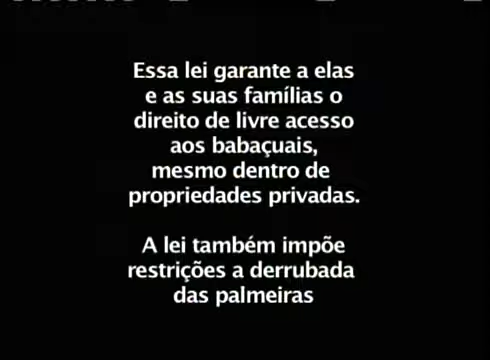 Essa lei garante a elas
e as suas famílias o
direito de livre acesso
aos babaçuais,
mesmo dentro de
propriedades privadas.
A lei também impõe
restrições a derrubada
das palmeiras